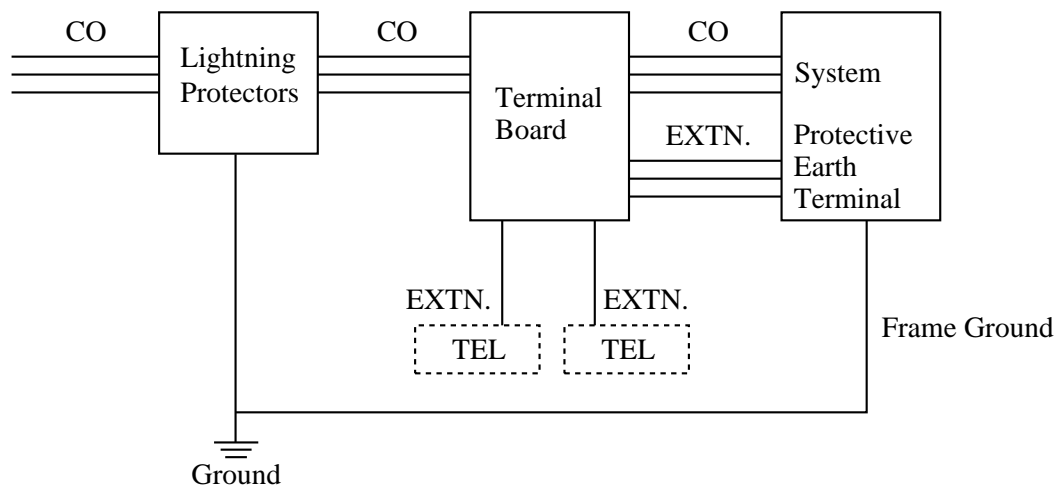 CO
CO
CO
Lightning
Protectors
Terminal
Board
System
EXTN.
Protective
Earth
Terminal
EXTN.
EXTN.
TEL
TEL
Frame Ground
Ground